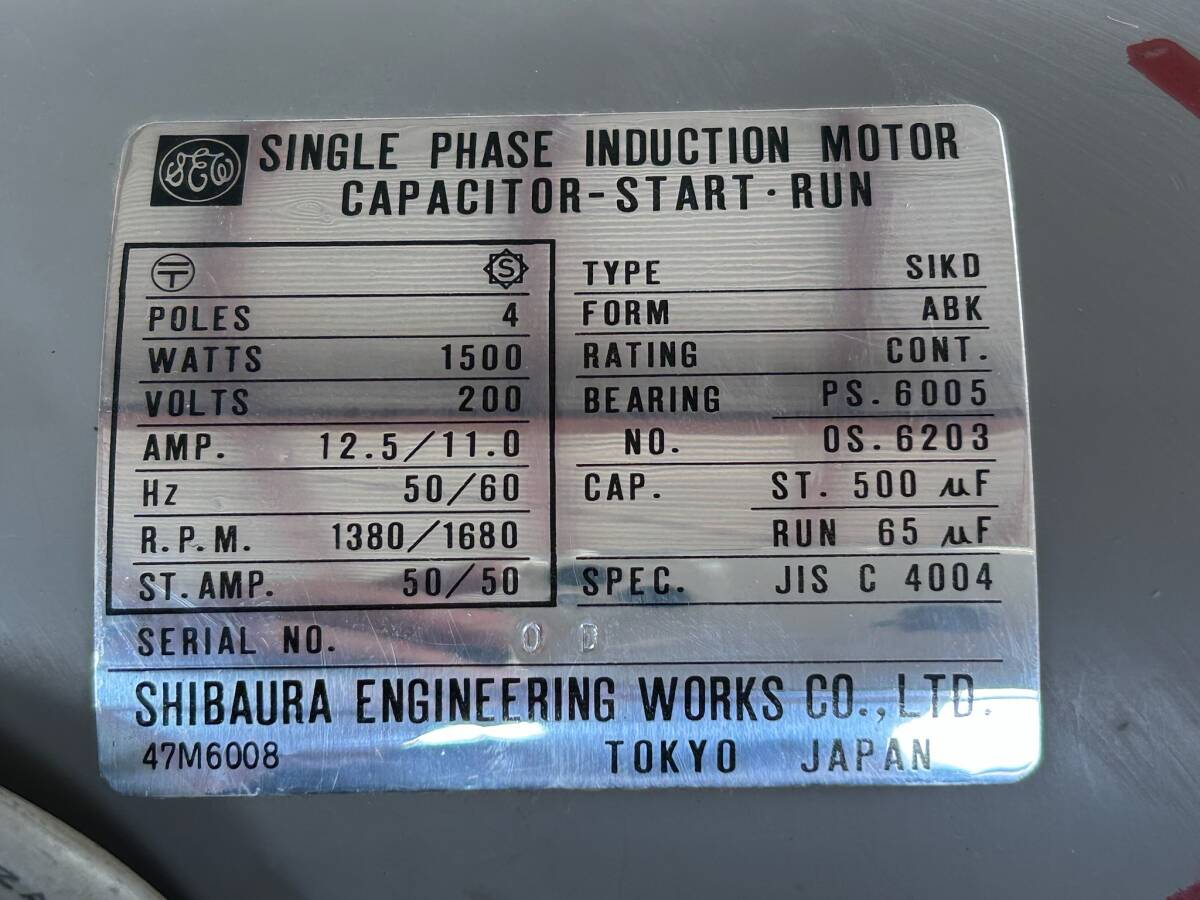 SEW
SINGLE PHASE INDUCTION MOTOR
CAPACITOR-START·RUN
〒 S
POLES 4
WATTS 1500
VOLTS 200
AMP. 12.5/11.0
Hz 50/60
R.P.M. 1380/1680
ST.AMP. 50/50
TYPE SIKD
FORM ABK
RATING CONT.
BEARING PS.6005
NO. OS.6203
CAP. ST. 500 µF
RUN 65 µF
SPEC. JIS C 4004
SERIAL NO. 0 D
SHIBAURA ENGINEERING WORKS CO.,LTD.
47M6008 TOKYO JAPAN